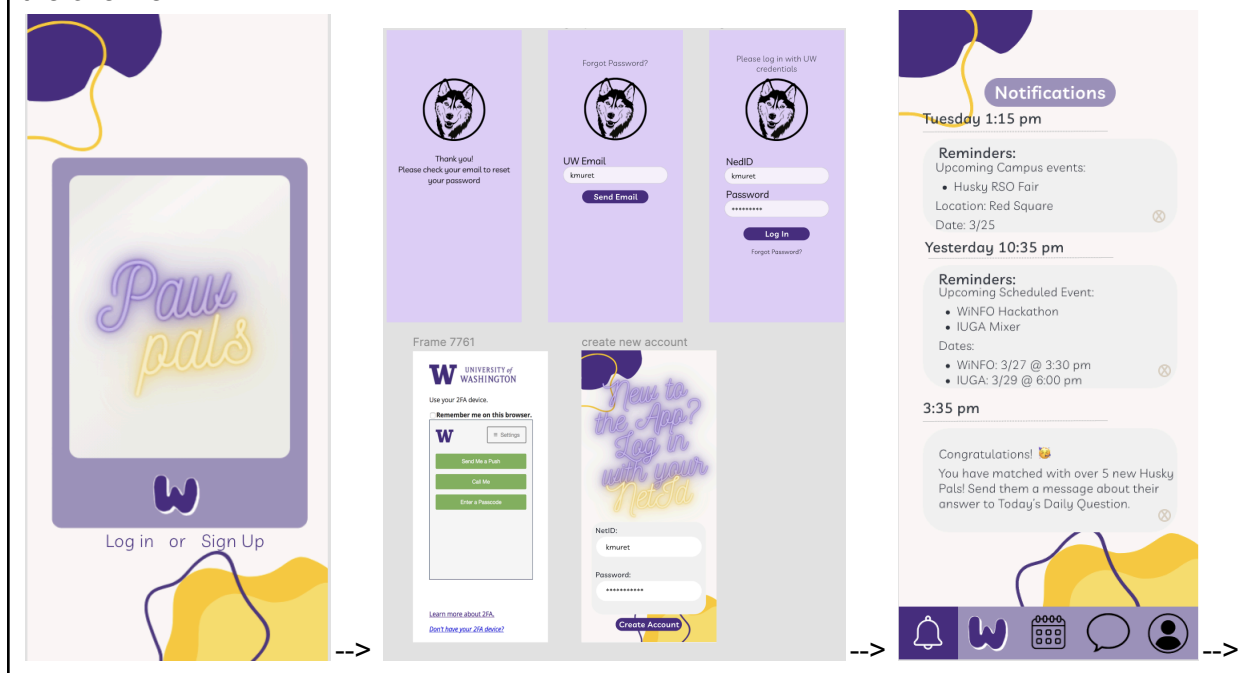 Paw
pals
W
Log in or Sign Up
-->
Thank you!
Please check your email to reset
your password
Forgot Password?
UW Email
kmuret
Send Email
Please log in with UW
credentials
NedID
kmuret
Password
*********
Log In
Forgot Password?
Frame 7761
W UNIVERSITY of
WASHINGTON
Use your 2FA device.
Remember me on this browser.
W
Settings
Send Me a Push
Call Me
Enter a Passcode
Learn more about 2FA.
Don't have your 2FA device?
create new account
New to
the App?
Log In
with your
NetId
NetID:
kmuret
Password:
***********
Create Account
-->
Notifications
Tuesday 1:15 pm
Reminders:
Upcoming Campus events:
• Husky RSO Fair
Location: Red Square
Date: 3/25
Yesterday 10:35 pm
Reminders:
Upcoming Scheduled Event:
• WiNFO Hackathon
• IUGA Mixer
Dates:
• WiNFO: 3/27 @ 3:30 pm
• IUGA: 3/29 @ 6:00 pm
3:35 pm
Congratulations! 🥳
You have matched with over 5 new Husky
Pals! Send them a message about their
answer to Today's Daily Question.
W
-->